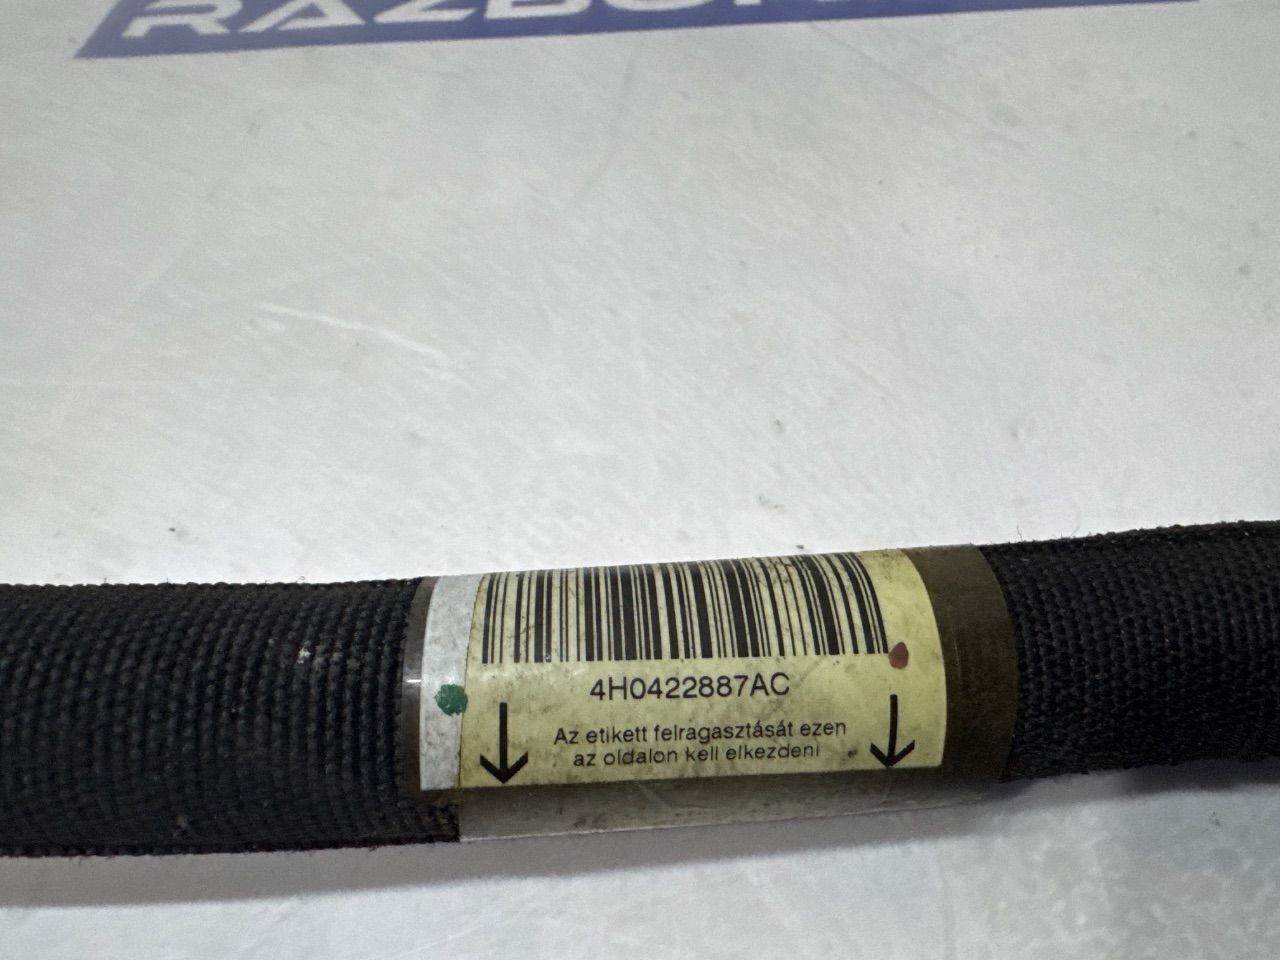 4H0422887AC
Az etikett felragasztását ezen
az oldalon kell elkezdeni